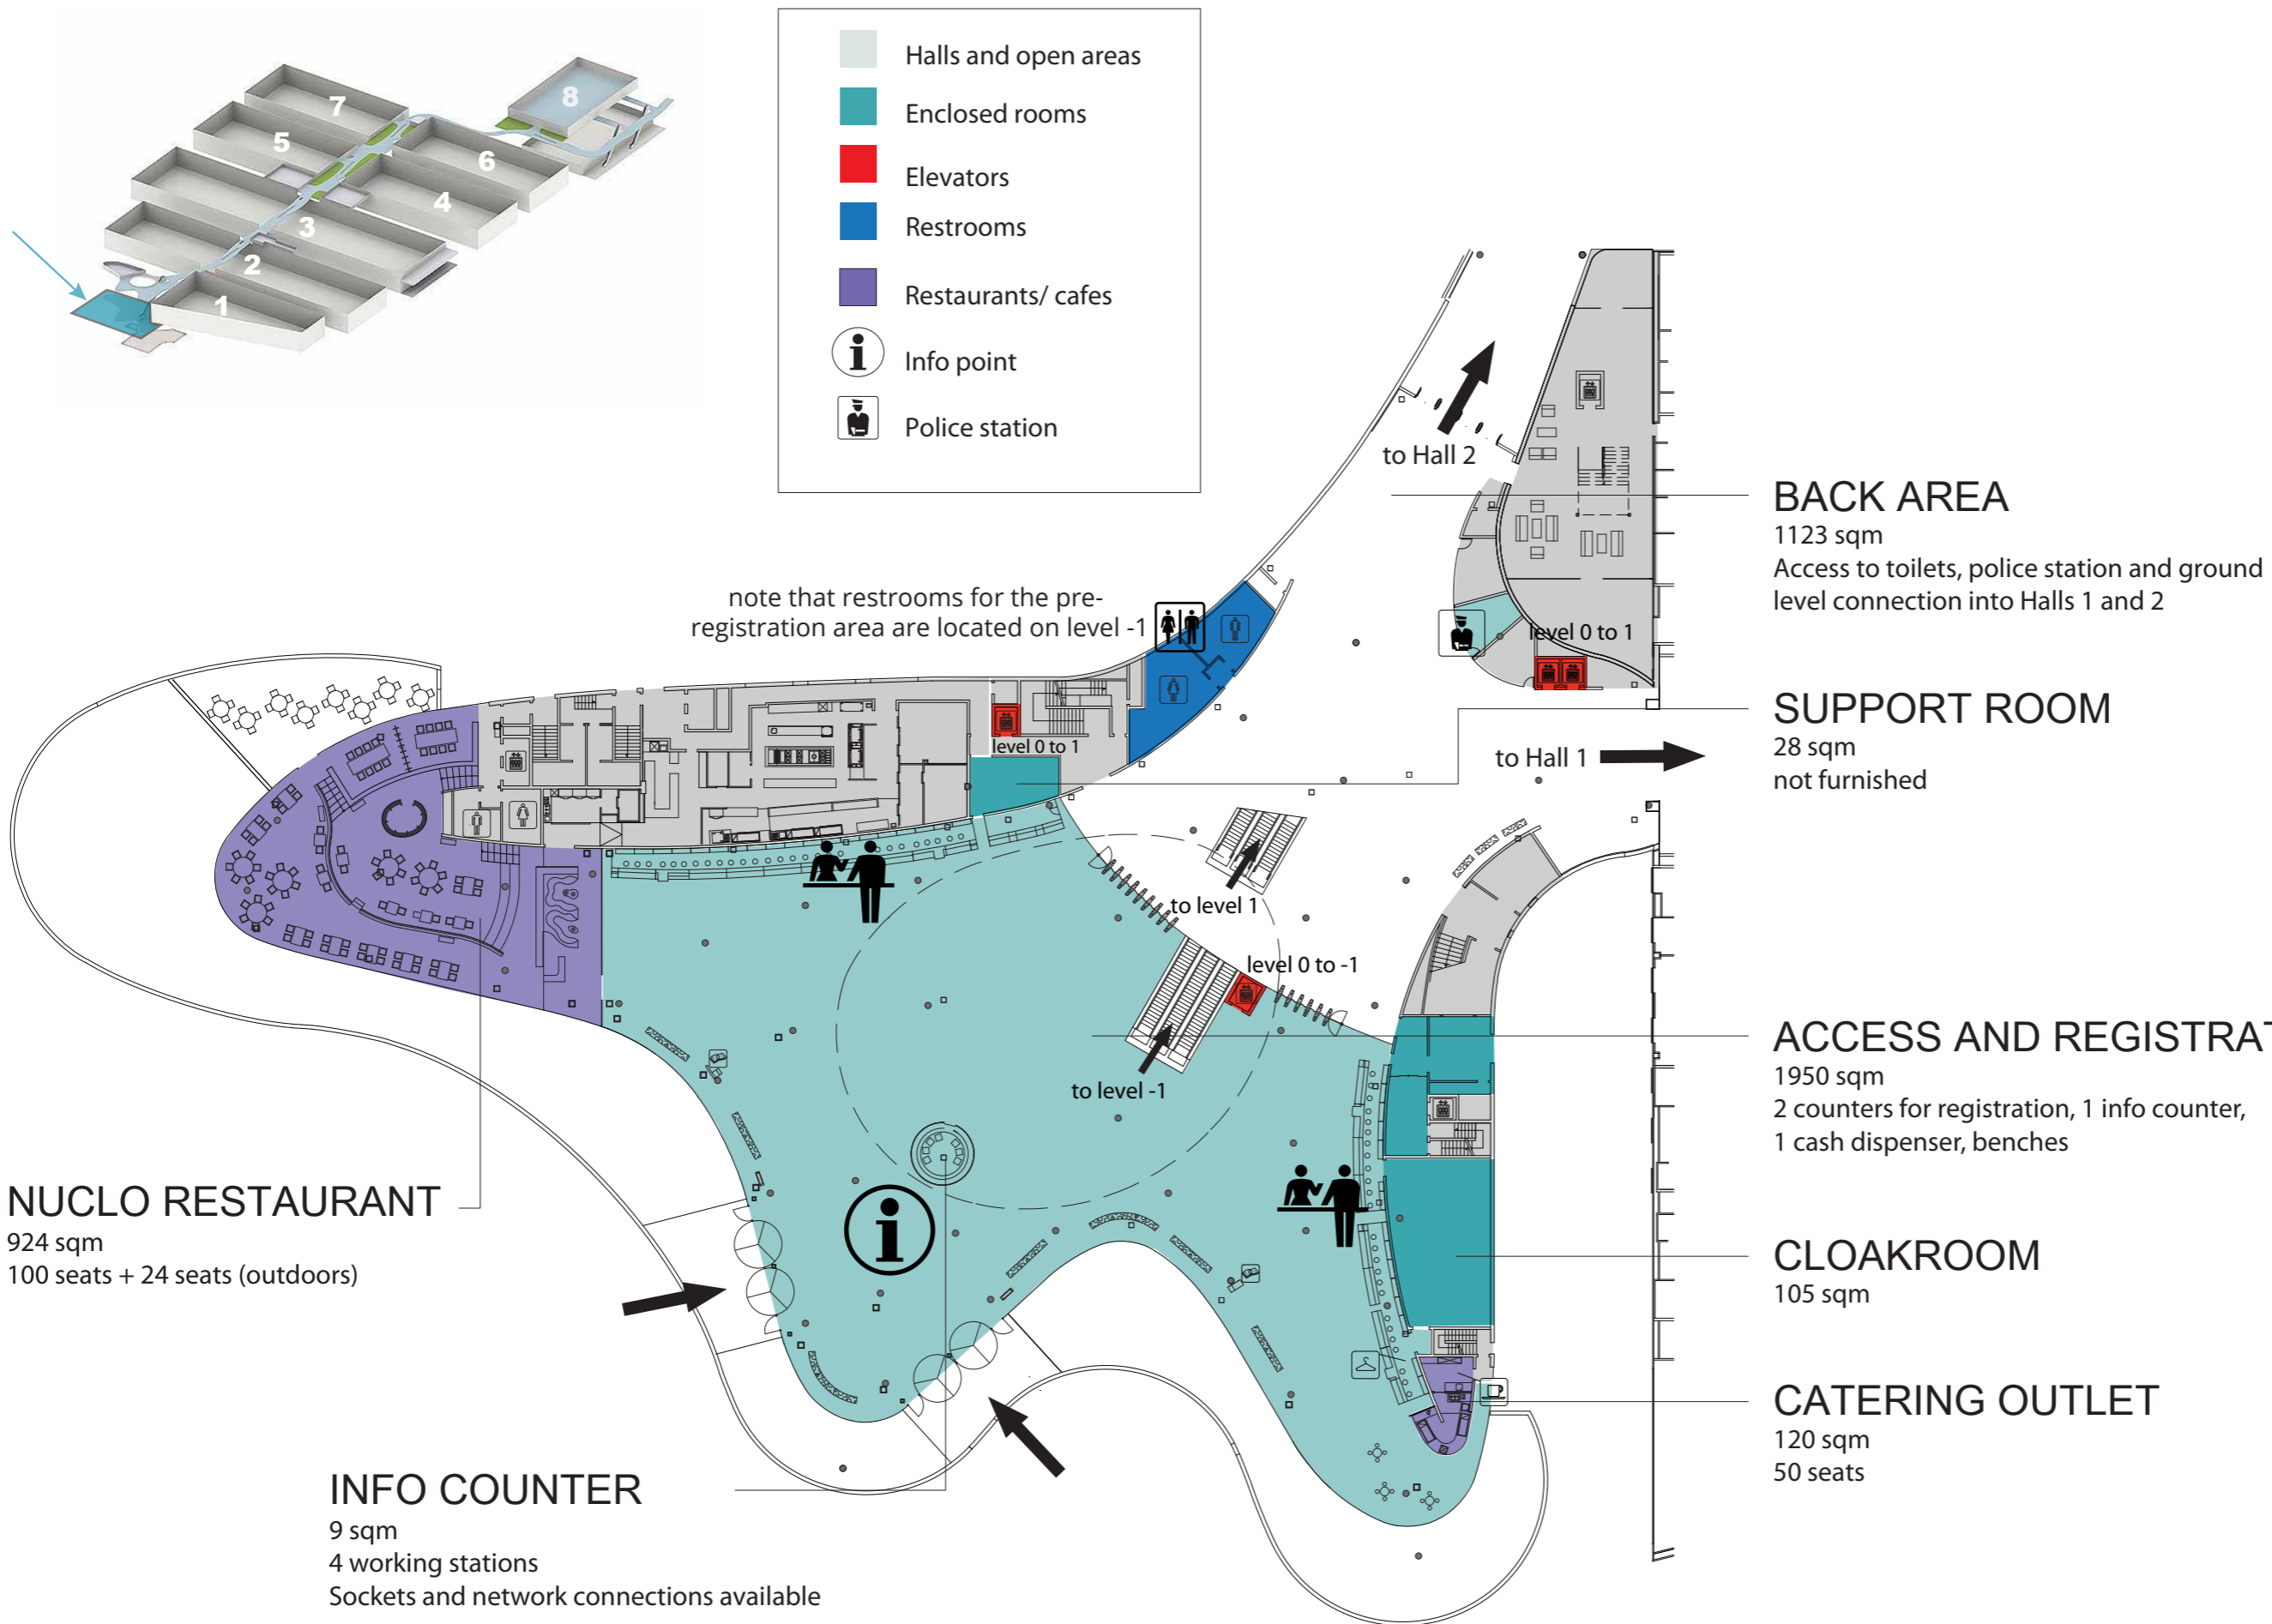 7
8
5
6
4
3
2
1
Halls and open areas
Enclosed rooms
Elevators
Restrooms
Restaurants/ cafes
i
Info point
Police station
to Hall 2
BACK AREA
1123 sqm
Access to toilets, police station and ground
level connection into Halls 1 and 2
note that restrooms for the pre-
registration area are located on level -1
level 0 to 1
SUPPORT ROOM
28 sqm
not furnished
level 0 to 1
to Hall 1
to level 1
level 0 to -1
to level -1
ACCESS AND REGISTRAT
1950 sqm
2 counters for registration, 1 info counter,
1 cash dispenser, benches
NUCLO RESTAURANT
924 sqm
100 seats + 24 seats (outdoors)
i
CLOAKROOM
105 sqm
CATERING OUTLET
120 sqm
50 seats
INFO COUNTER
9 sqm
4 working stations
Sockets and network connections available